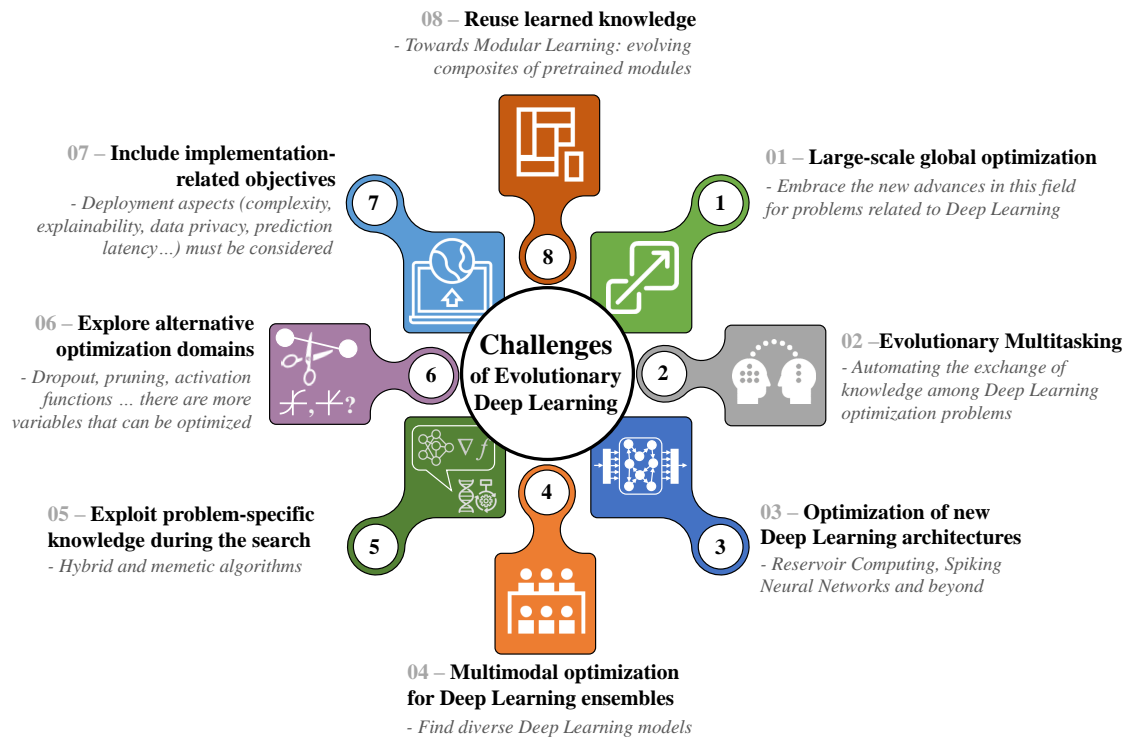 08 – Reuse learned knowledge
- Towards Modular Learning: evolving
composites of pretrained modules
07 – Include implementation-
related objectives
- Deployment aspects (complexity,
explainability, data privacy, prediction
latency...) must be considered
01 – Large-scale global optimization
- Embrace the new advances in this field
for problems related to Deep Learning
7
1
8
06 – Explore alternative
optimization domains
- Dropout, pruning, activation
functions ... there are more
variables that can be optimized
, ?
6
Challenges
of Evolutionary
Deep Learning
2
02 –Evolutionary Multitasking
- Automating the exchange of
knowledge among Deep Learning
optimization problems
∇ f
05 – Exploit problem-specific
knowledge during the search
- Hybrid and memetic algorithms
5
4
3
03 – Optimization of new
Deep Learning architectures
- Reservoir Computing, Spiking
Neural Networks and beyond
04 – Multimodal optimization
for Deep Learning ensembles
- Find diverse Deep Learning models